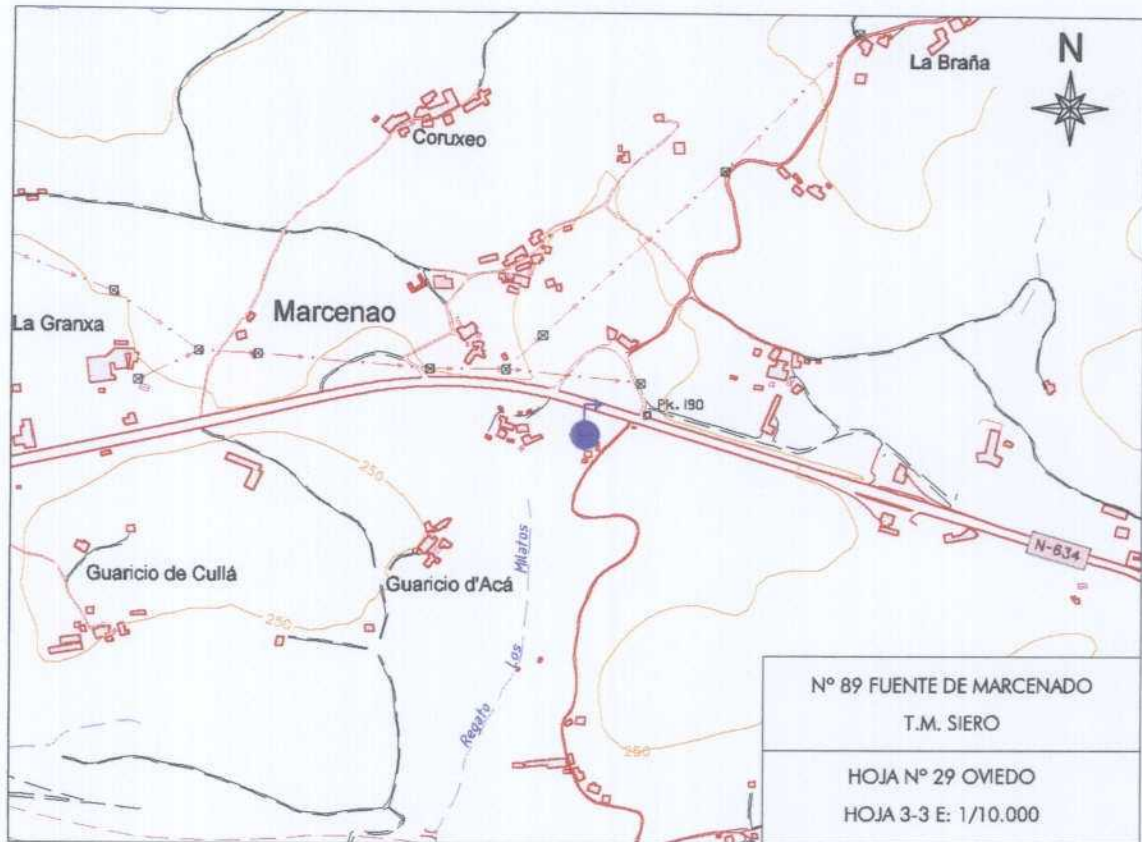 N
La Braña
Coruxeo
Marcenao
La Granxa
Pk. 190
250
N-634
Guaricio de Cullá
Guaricio d'Acá
250
Regato Los Milatos
250
Nº 89 FUENTE DE MARCENADO
T.M. SIERO
HOJA Nº 29 OVIEDO
HOJA 3-3 E: 1/10.000